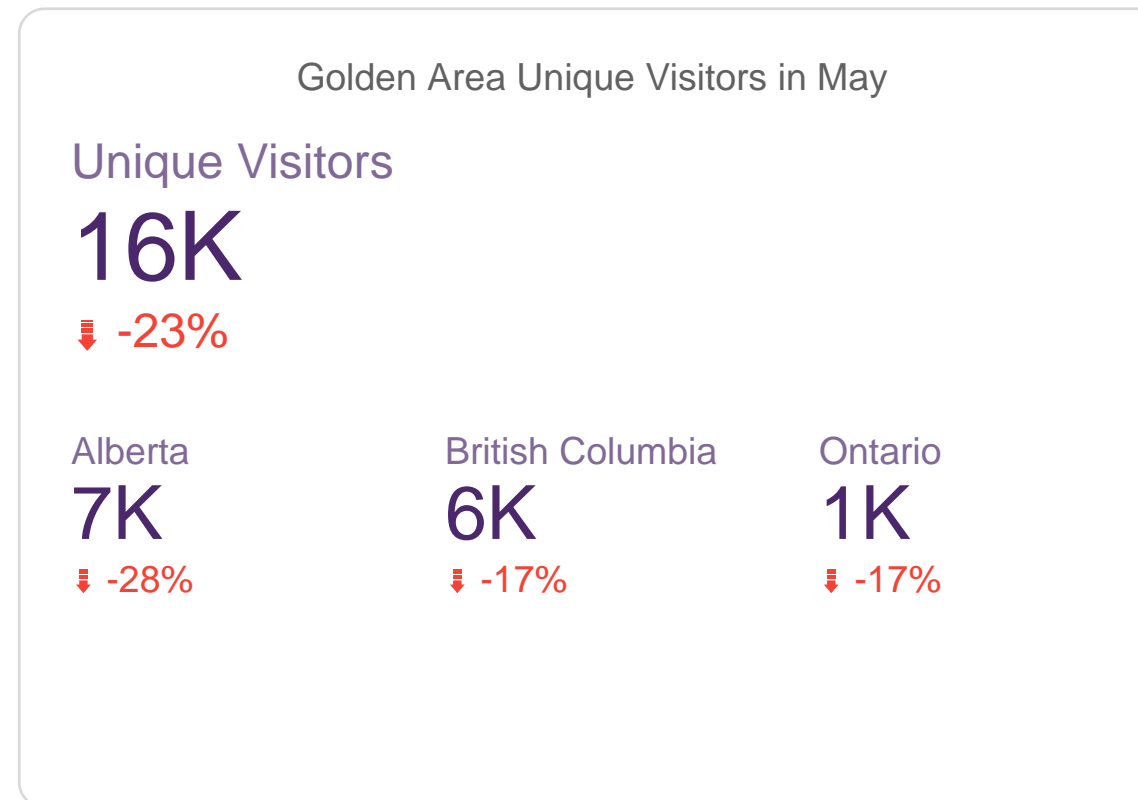 Golden Area Unique Visitors in May
Unique Visitors
16K
-23%
Alberta British Columbia Ontario
7K 6K 1K
-28% -17% -17%